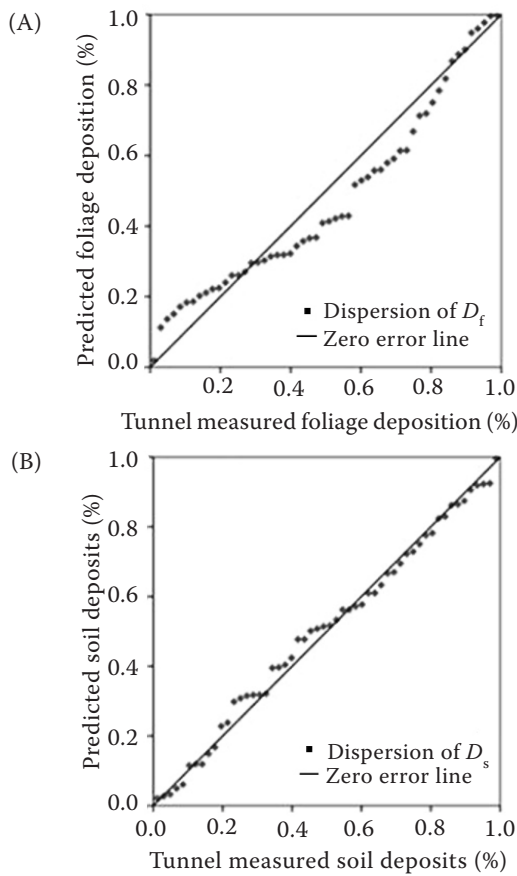 (A)
1.0
0.8
0.6
0.4
0.2
0.0
Predicted foliage deposition (%)
Dispersion of Df
Zero error line
0.2 0.4 0.6 0.8 1.0
Tunnel measured foliage deposition (%)
(B)
1.0
0.8
0.6
0.4
0.2
0.0
Predicted soil deposits (%)
Dispersion of Ds
Zero error line
0.0 0.2 0.4 0.6 0.8 1.0
Tunnel measured soil deposits (%)